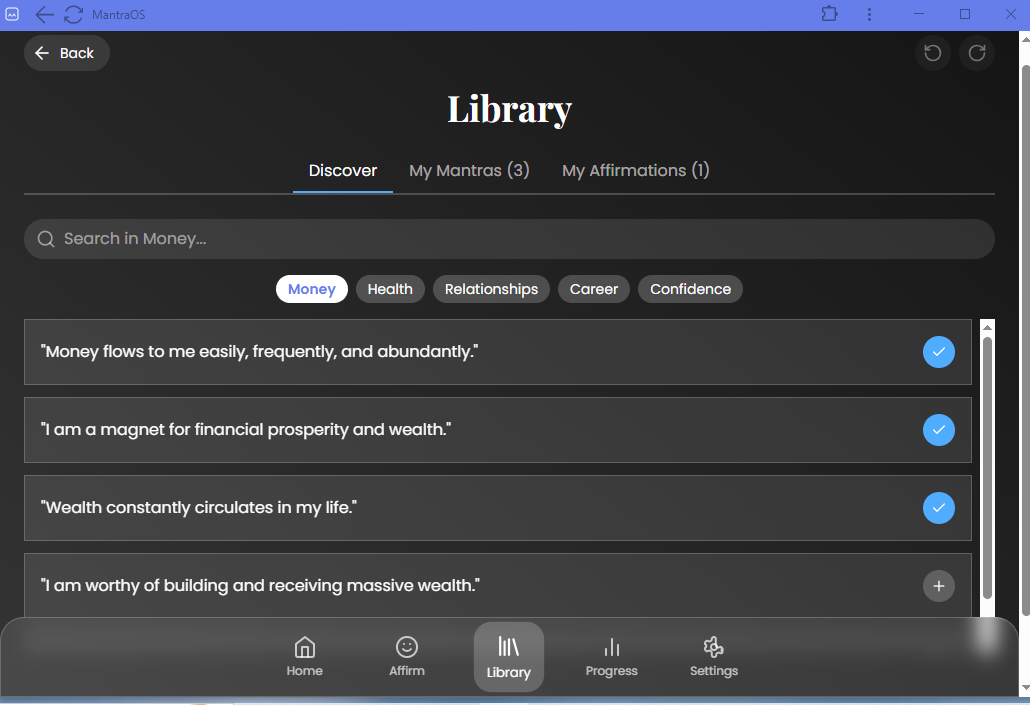 MantraOS
Back
Library
Discover
My Mantras (3)
My Affirmations (1)
Search in Money...
Money
Health
Relationships
Career
Confidence
"Money flows to me easily, frequently, and abundantly."
"I am a magnet for financial prosperity and wealth."
"Wealth constantly circulates in my life."
"I am worthy of building and receiving massive wealth."
Home
Affirm
Library
Progress
Settings